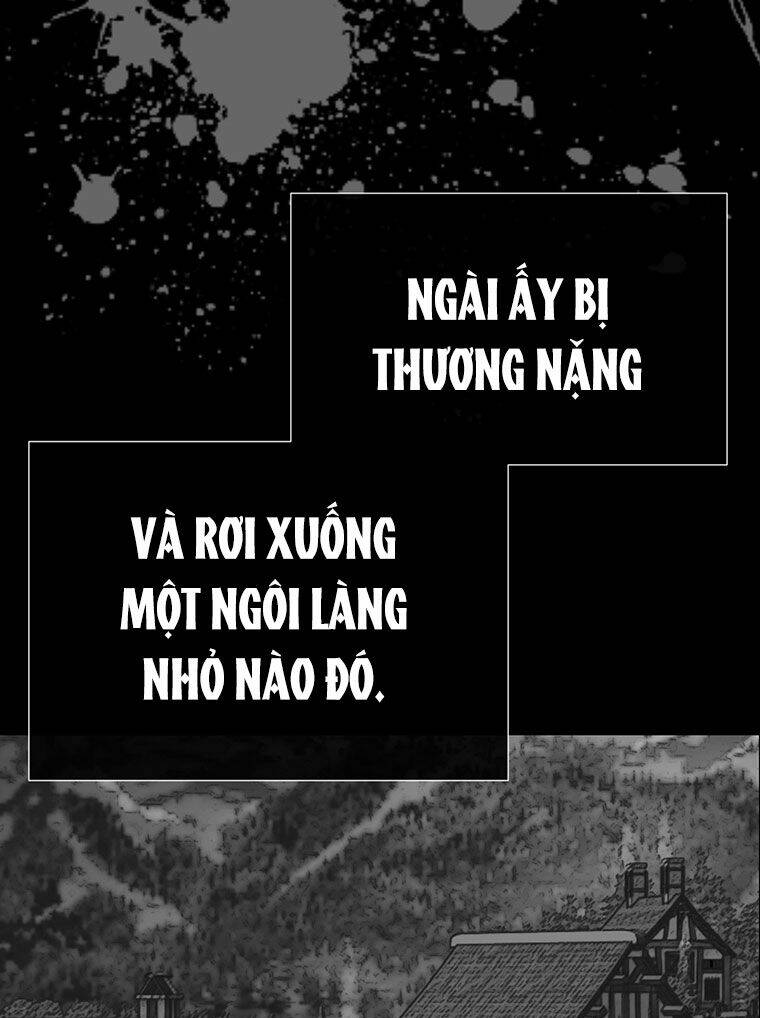 NGÀI ẤY BỊ
THƯƠNG NẶNG
VÀ RƠI XUỐNG
MỘT NGÔI LÀNG
NHỎ NÀO ĐÓ.